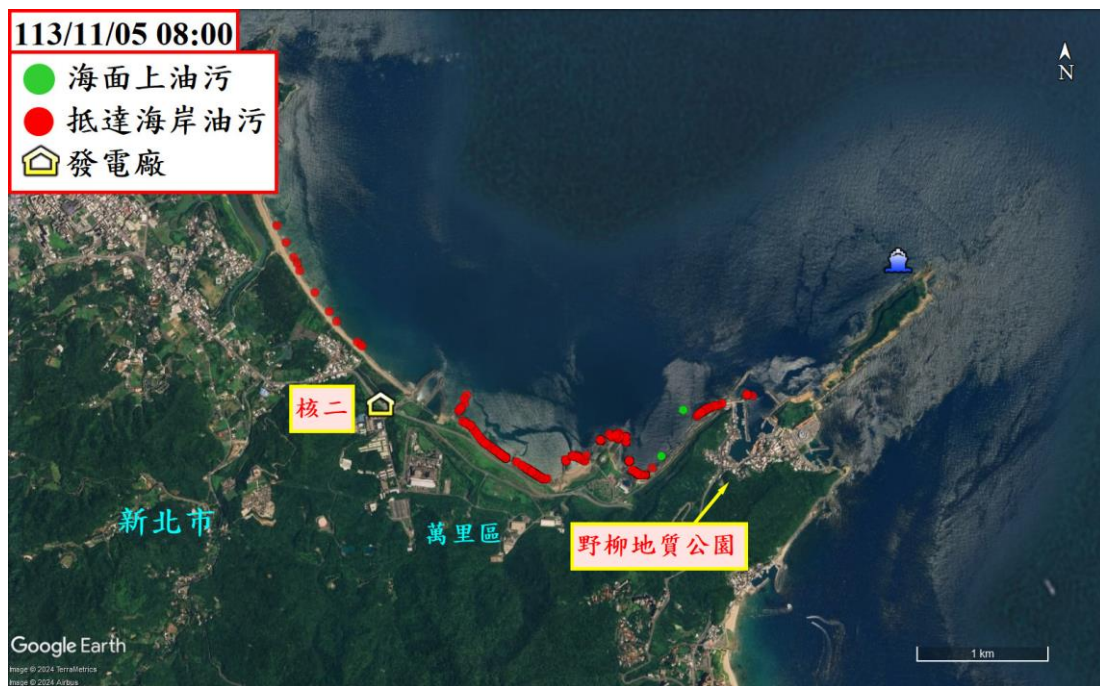 113/11/05 08:00
海面上油污
抵達海岸油污
發電廠
N
核二
新北市
萬里區
野柳地質公園
Google Earth
Image © 2024 TerraMetrics
Image © 2024 Airbus
1 km